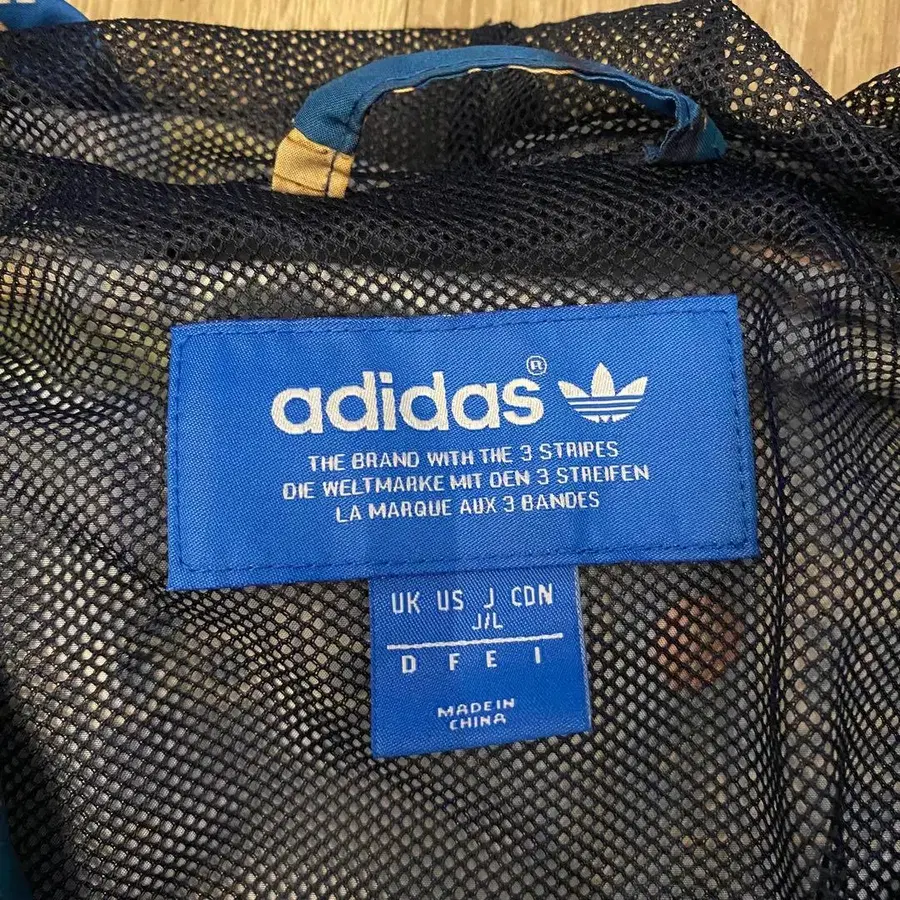 adidas®
THE BRAND WITH THE 3 STRIPES
DIE WELTMARKE MIT DEN 3 STREIFEN
LA MARQUE AUX 3 BANDES
UK US J CDN
J/L
D F E I
MADE IN
CHINA